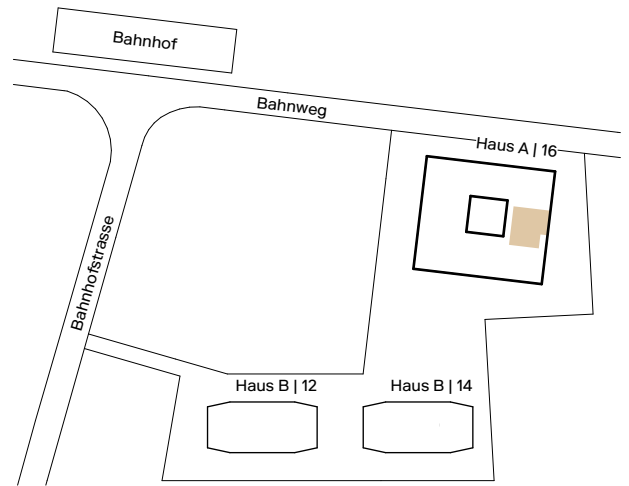 Bahnhof
Bahnweg
Haus A | 16
Bahnhofstrasse
Haus B | 12
Haus B | 14